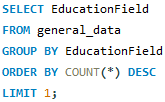 SELECT EducationField
FROM general_data
GROUP BY EducationField
ORDER BY COUNT(*) DESC
LIMIT 1;